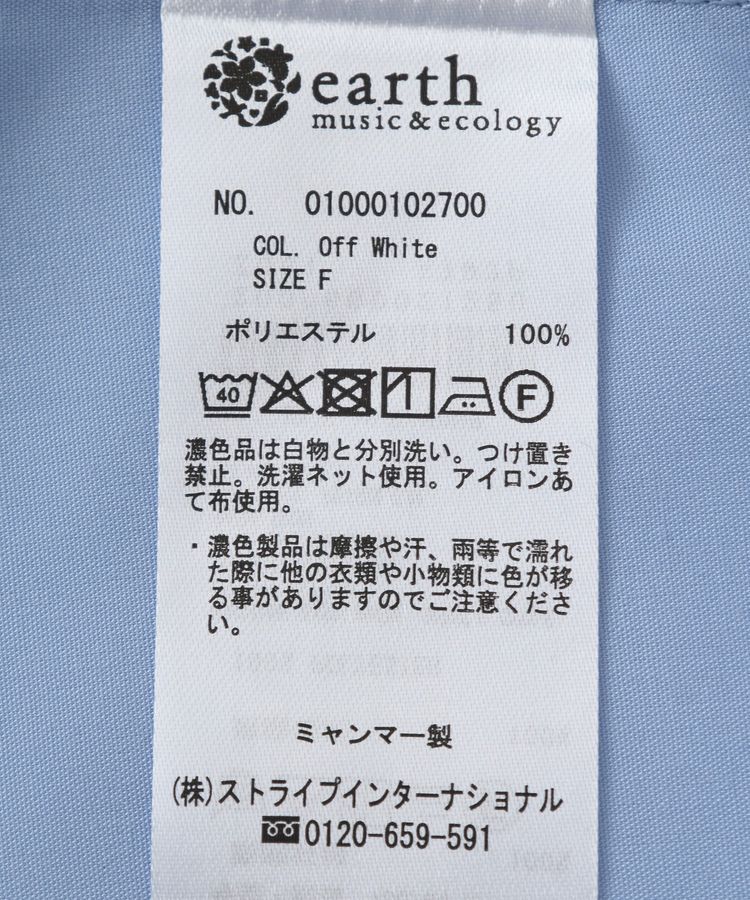 earth
music&ecology
NO. 01000102700
COL. Off White
SIZE F
ポリエステル 100%
40 F
濃色品は白物と分別洗い。つけ置き
禁止。洗濯ネット使用。アイロンあ
て布使用。
・濃色製品は摩擦や汗、雨等で濡れ
た際に他の衣類や小物類に色が移
る事がありますのでご注意くださ
い。
ミャンマー製
(株)ストライプインターナショナル
0120-659-591